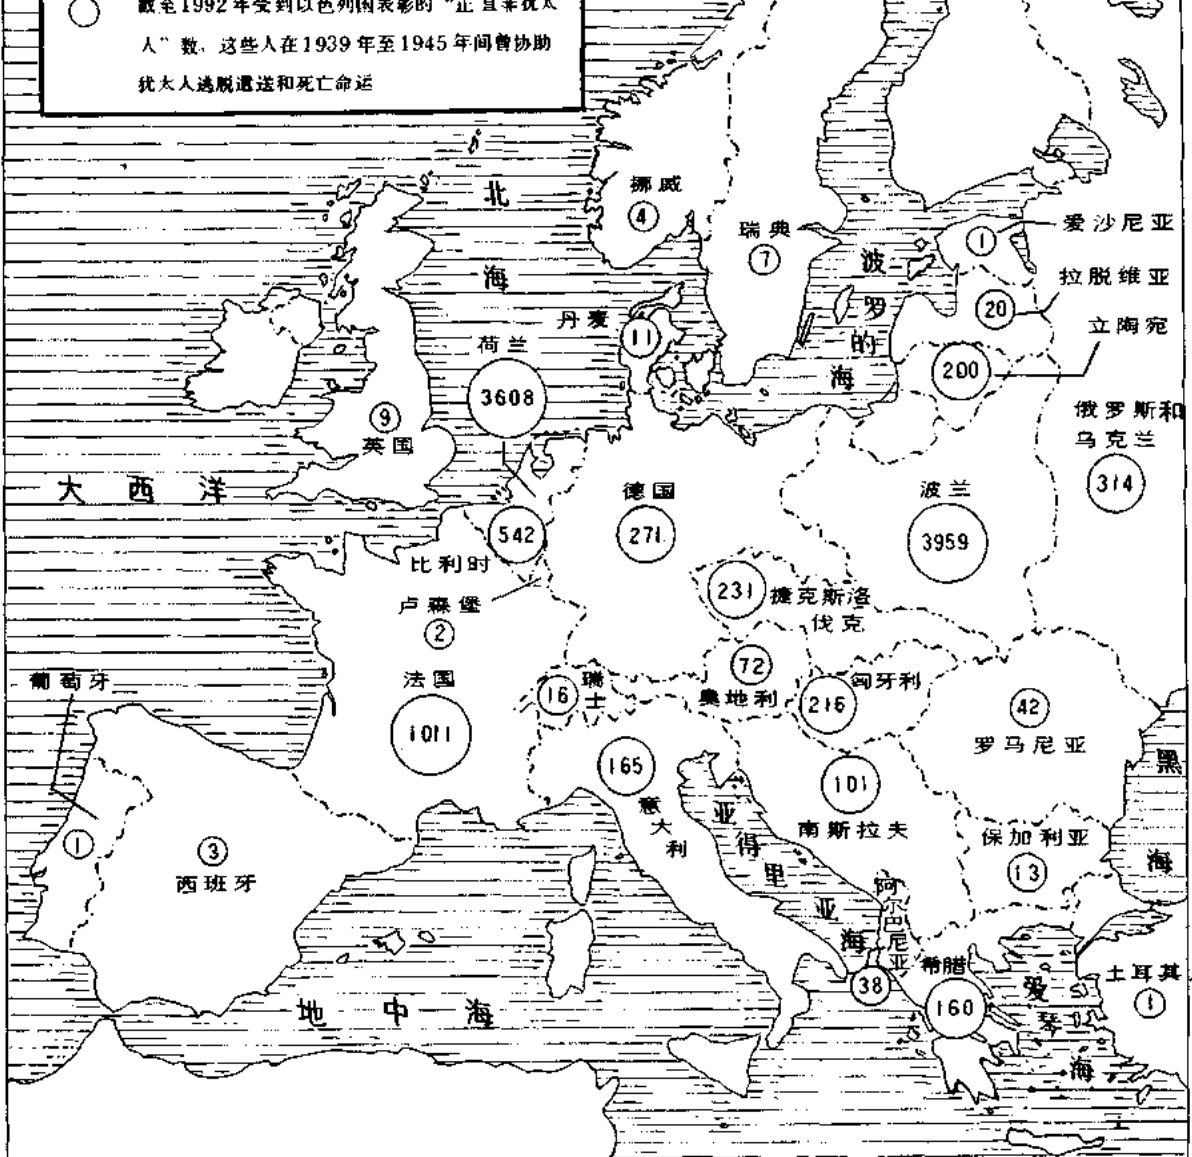 截至1992年受到以色列国表彰的“正直非犹太
人”数，这些人在1939年至1945年间曾协助
犹太人逃脱遣送和死亡命运
挪威
4
瑞典
7
爱沙尼亚
1
拉脱维亚
20
立陶宛
200
俄罗斯和
乌克兰
314
北海
波罗的海
丹麦
11
荷兰
3608
9
英国
大西洋
德国
271
波兰
3959
542
比利时
卢森堡
2
231
捷克斯洛
伐克
72
奥地利
匈牙利
216
瑞士
16
法国
1011
葡萄牙
1
3
西班牙
165
意大利
42
罗马尼亚
101
南斯拉夫
保加利亚
13
黑海
亚得里亚海
阿尔巴尼亚
38
希腊
160
土耳其
1
爱琴海
地中海